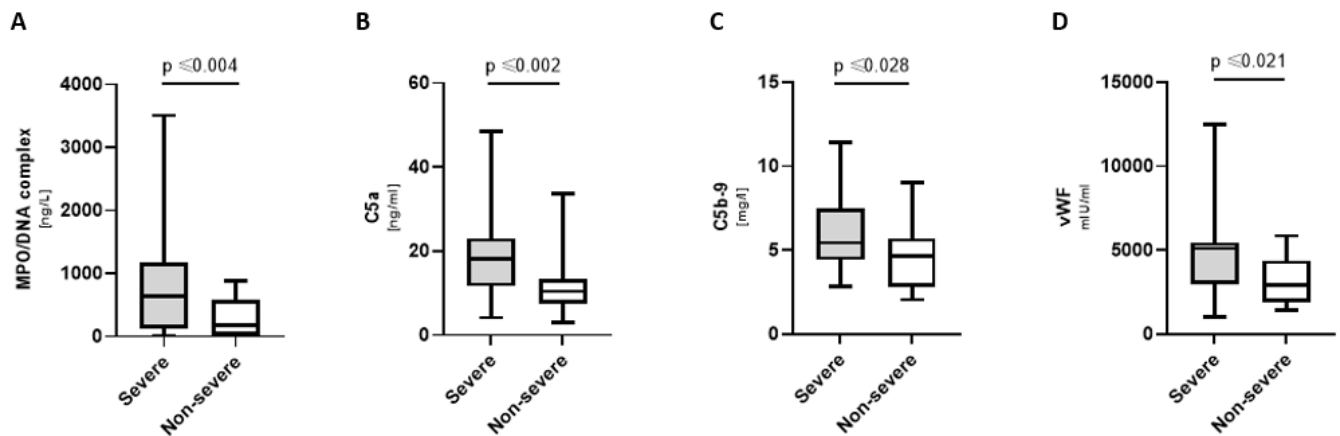 A
p ≤0.004
4000
3000
2000
1000
0
MPO/DNA complex
[ng/L]
Severe
Non-severe
B
p ≤0.002
60
40
20
0
C5a
[ng/ml]
Severe
Non-severe
C
p ≤0.028
15
10
5
0
C5b-9
[mg/l]
Severe
Non-severe
D
p ≤0.021
15000
10000
5000
0
vWF
mIU/ml
Severe
Non-severe